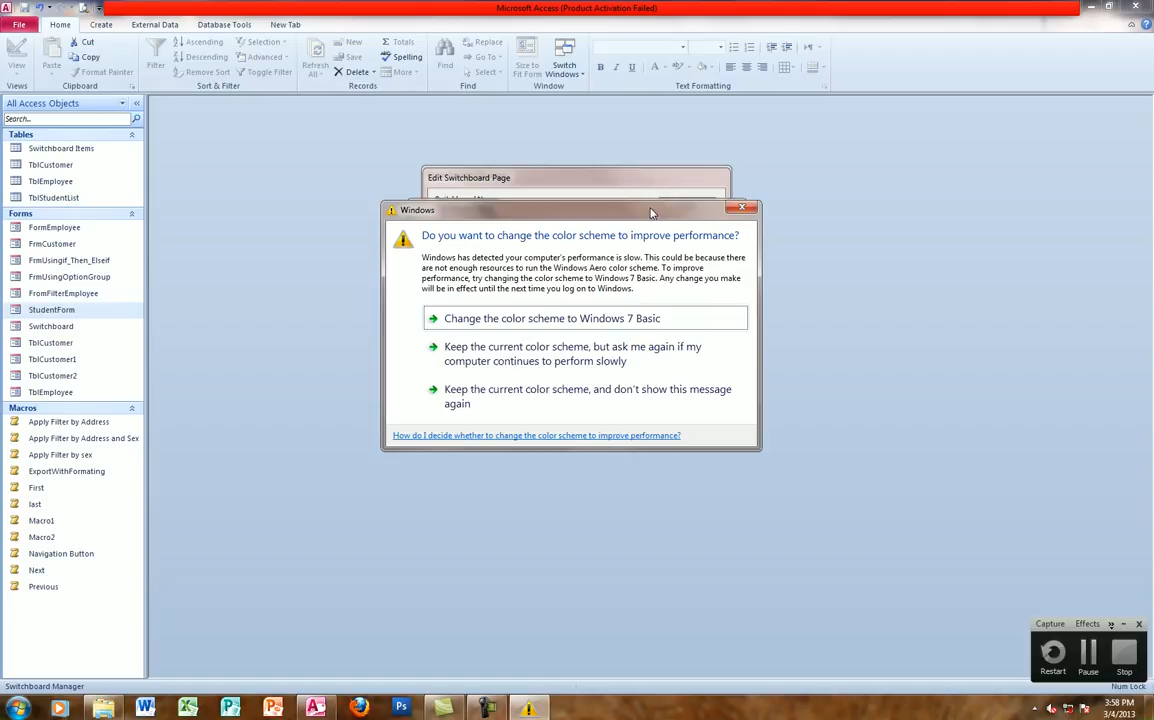 Microsoft Access (Product Activation Failed)
File Home Create External Data Database Tools New Tab
View
Views
Paste
Cut
Copy
Format Painter
Clipboard
Filter
Ascending
Descending
Remove Sort
Selection
Advanced
Toggle Filter
Sort & Filter
Refresh
All
New
Save
Delete
Totals
Spelling
More
Records
Find
Replace
Go To
Select
Find
Size to
Fit Form
Switch
Windows
Window
B I U A
Text Formatting
All Access Objects
Search...
Tables
Switchboard Items
TblCustomer
TblEmployee
TblStudentList
Forms
FormEmployee
FrmCustomer
FrmUsingif_Then_Elseif
FrmUsingOptionGroup
FromFilterEmployee
StudentForm
Switchboard
TblCustomer
TblCustomer1
TblCustomer2
TblEmployee
Macros
Apply Filter by Address
Apply Filter by Address and Sex
Apply Filter by sex
ExportWithFormating
First
last
Macro1
Macro2
Navigation Button
Next
Previous
Edit Switchboard Page
Windows
Do you want to change the color scheme to improve performance?
Windows has detected your computer's performance is slow. This could be because there
are not enough resources to run the Windows Aero color scheme. To improve
performance, try changing the color scheme to Windows 7 Basic. Any change you make
will be in effect until the next time you log on to Windows.
Change the color scheme to Windows 7 Basic
Keep the current color scheme, but ask me again if my
computer continues to perform slowly
Keep the current color scheme, and don't show this message
again
How do I decide whether to change the color scheme to improve performance?
Capture Effects
Restart Pause Stop
Switchboard Manager
Num Lock
3:58 PM
3/4/2013